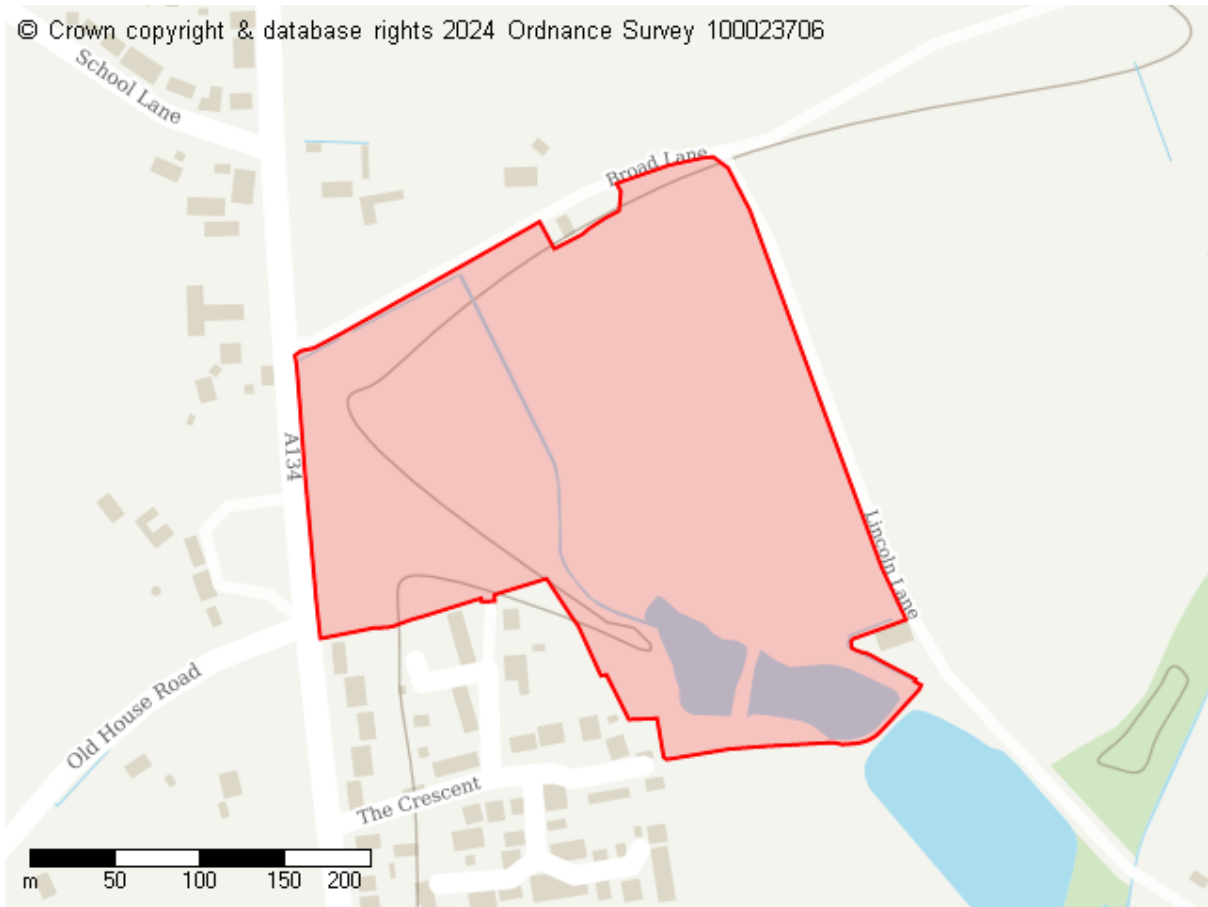 © Crown copyright & database rights 2024 Ordnance Survey 100023706
School Lane
Broad Lane
A134
Lincoln Lane
Old House Road
The Crescent
m 50 100 150 200